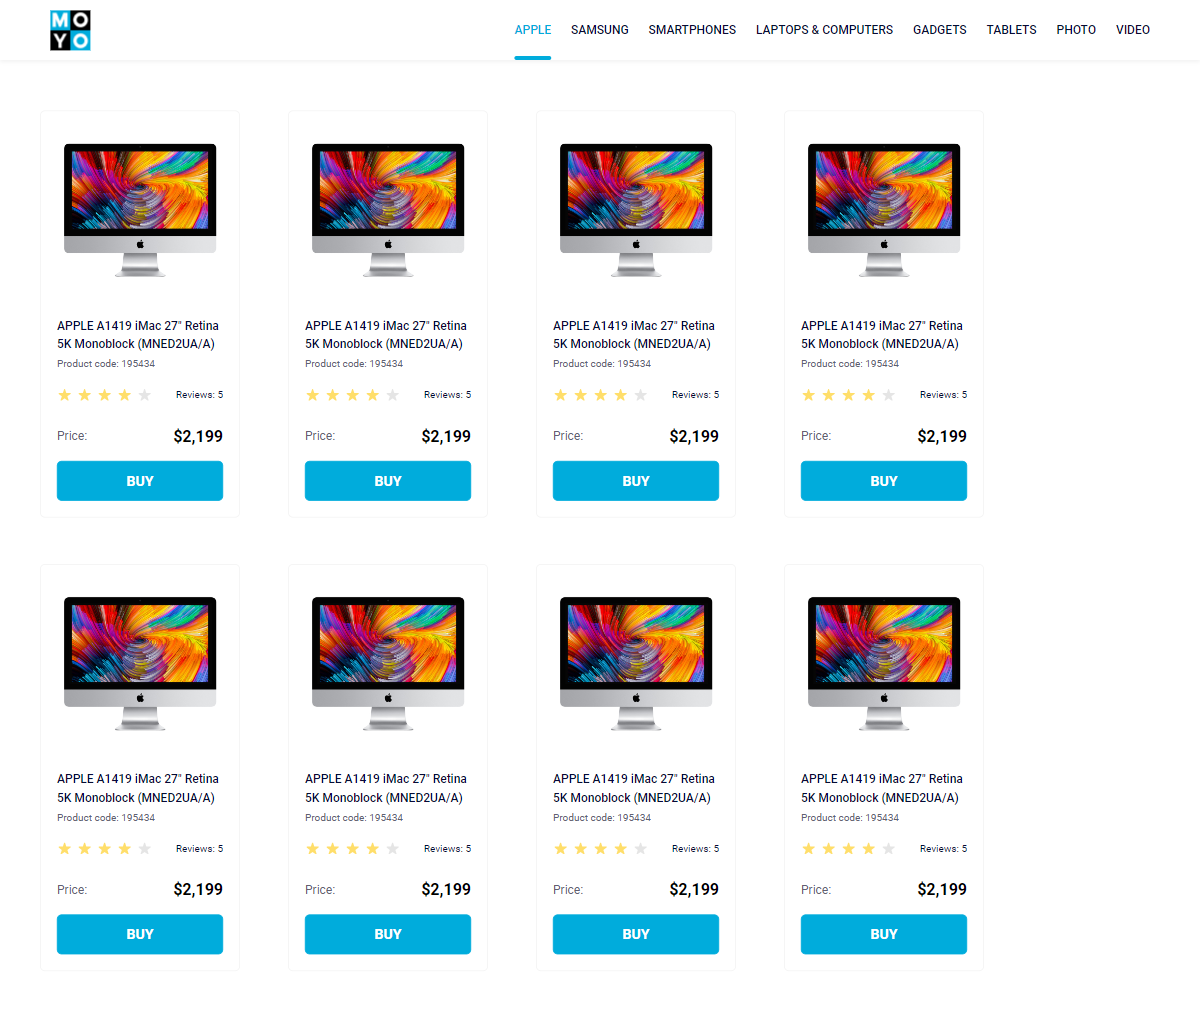 MO
YO
APPLE SAMSUNG SMARTPHONES LAPTOPS & COMPUTERS GADGETS TABLETS PHOTO VIDEO
APPLE A1419 iMac 27" Retina
5K Monoblock (MNED2UA/A)
Product code: 195434
Reviews: 5
Price: $2,199
BUY
APPLE A1419 iMac 27" Retina
5K Monoblock (MNED2UA/A)
Product code: 195434
Reviews: 5
Price: $2,199
BUY
APPLE A1419 iMac 27" Retina
5K Monoblock (MNED2UA/A)
Product code: 195434
Reviews: 5
Price: $2,199
BUY
APPLE A1419 iMac 27" Retina
5K Monoblock (MNED2UA/A)
Product code: 195434
Reviews: 5
Price: $2,199
BUY
APPLE A1419 iMac 27" Retina
5K Monoblock (MNED2UA/A)
Product code: 195434
Reviews: 5
Price: $2,199
BUY
APPLE A1419 iMac 27" Retina
5K Monoblock (MNED2UA/A)
Product code: 195434
Reviews: 5
Price: $2,199
BUY
APPLE A1419 iMac 27" Retina
5K Monoblock (MNED2UA/A)
Product code: 195434
Reviews: 5
Price: $2,199
BUY
APPLE A1419 iMac 27" Retina
5K Monoblock (MNED2UA/A)
Product code: 195434
Reviews: 5
Price: $2,199
BUY